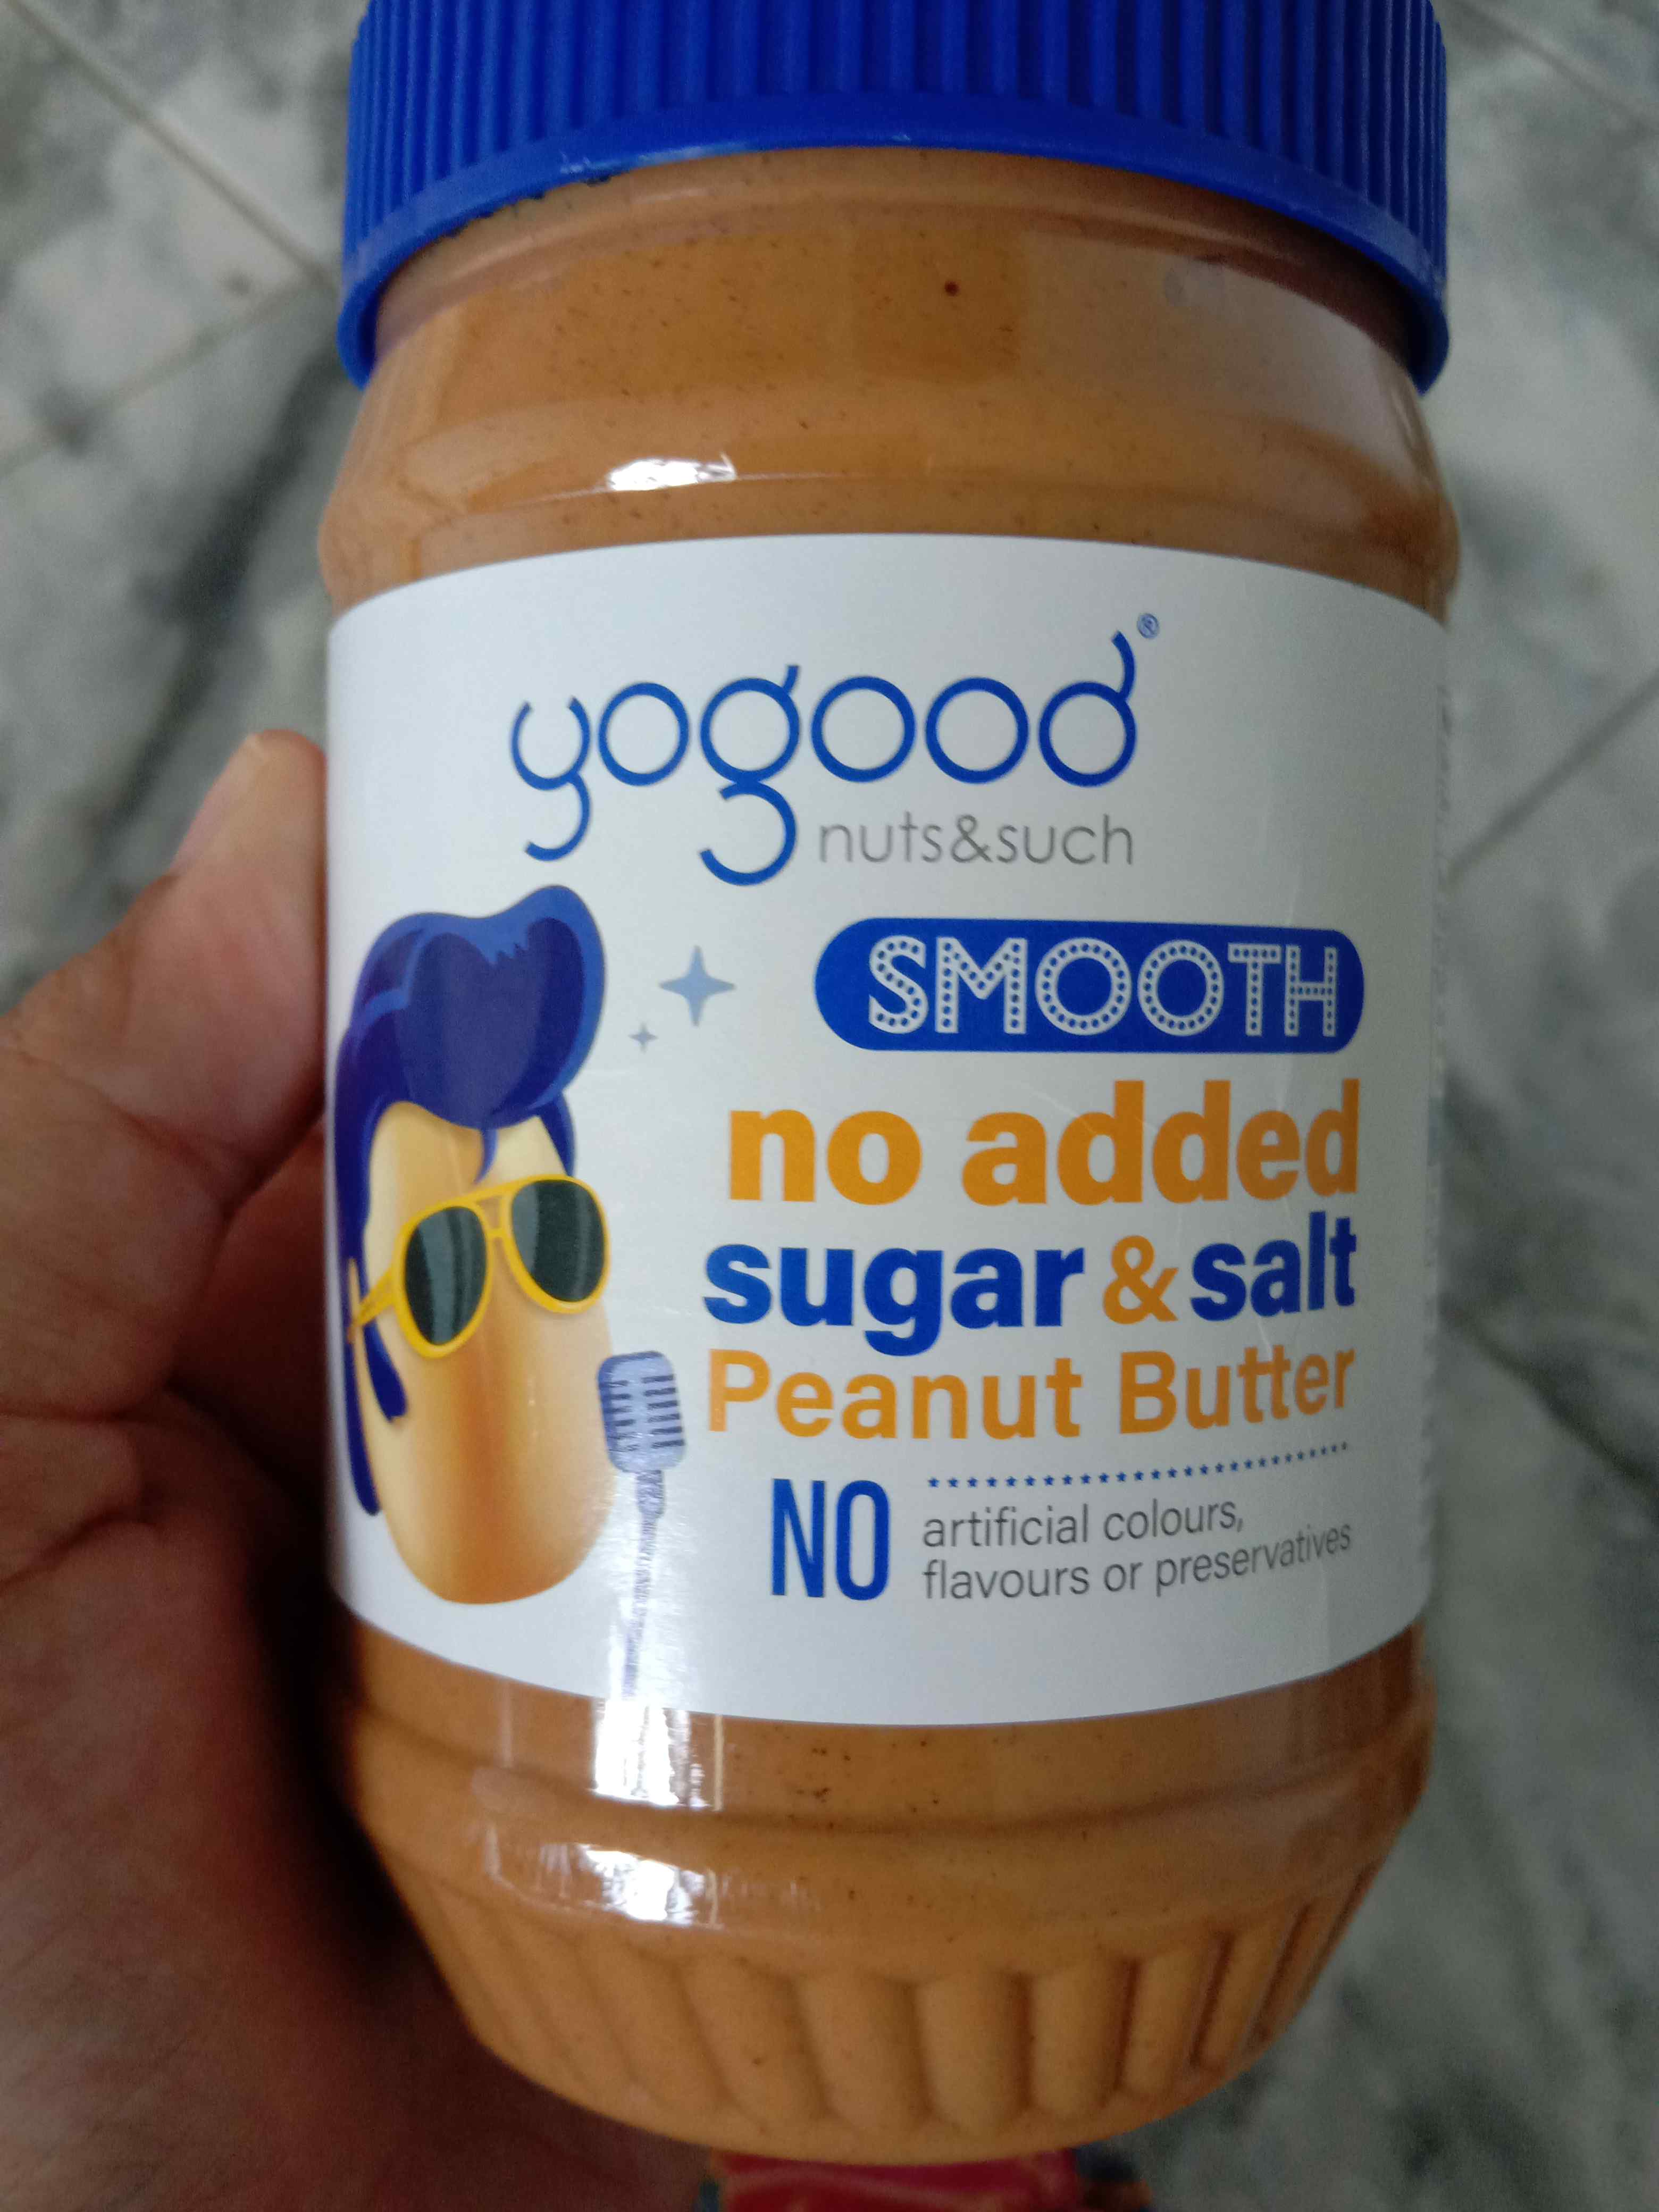 yogood®
nuts&such
SMOOTH
no added
sugar & salt
Peanut Butter
NO artificial colours,
flavours or preservatives